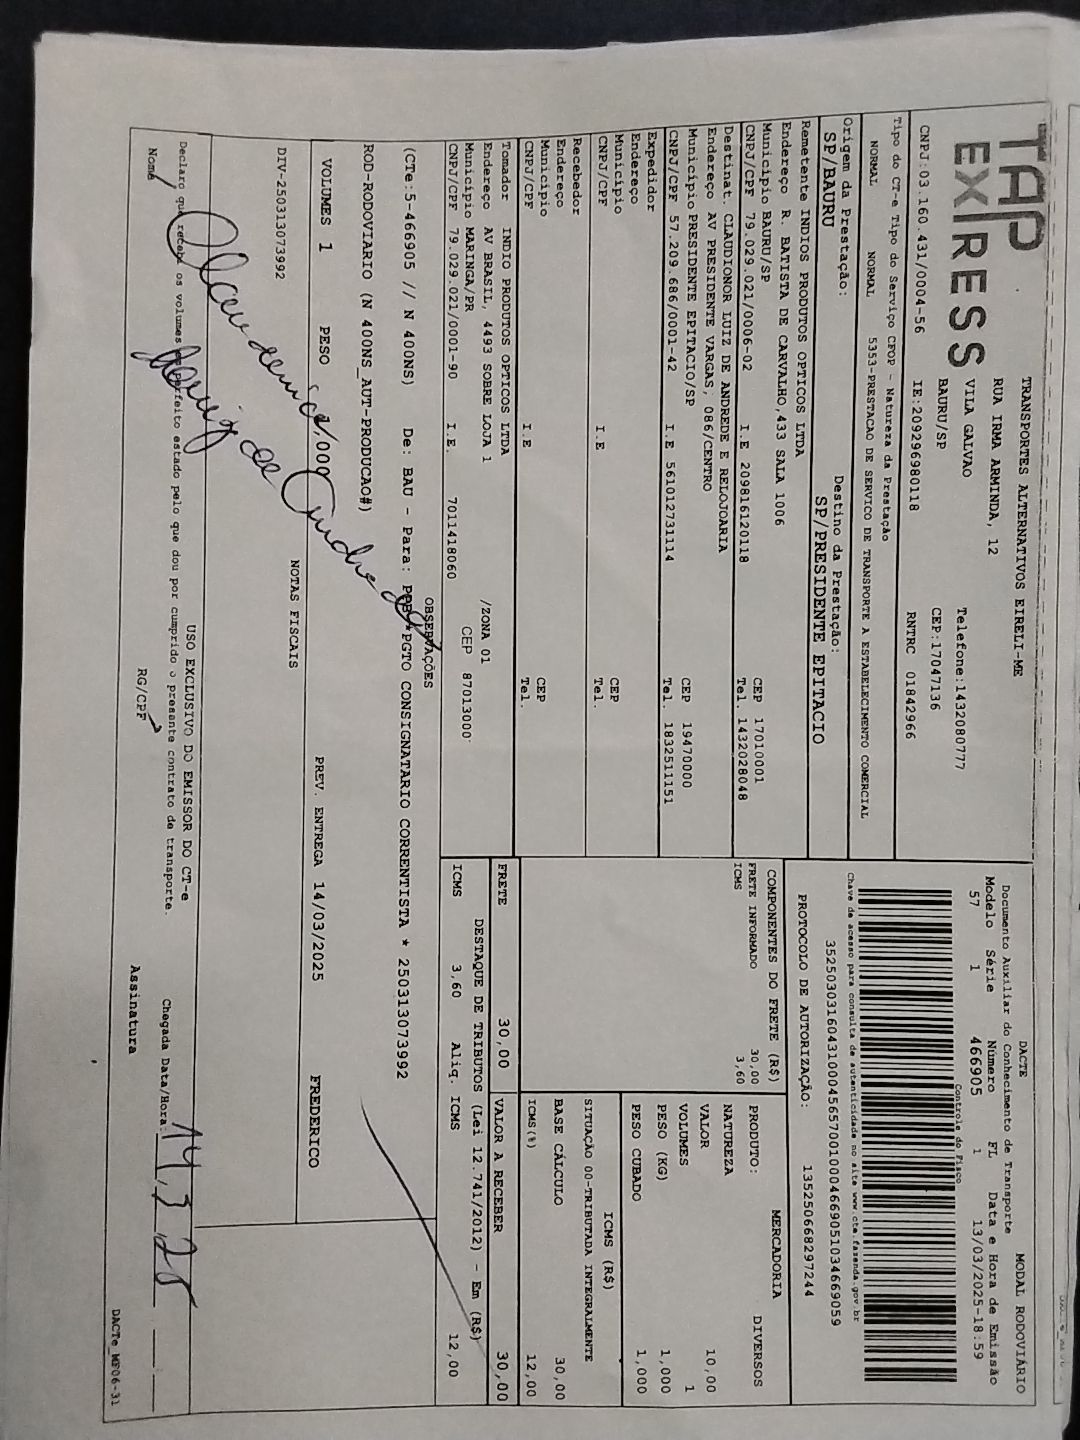 TAP
EXPRESS
TRANSPORTES ALTERNATIVOS EIRELI-ME
RUA IRMA ARMINDA, 12
VILA GALVAO
BAURU/SP
Telefone:1432080777
CEP:17047136
CNPJ:03.160.431/0004-56 IE:209296980118 RNTRC 01842966
Tipo do CT-e Tipo do Serviço CFOP - Natureza da Prestação
NORMAL NORMAL 5353-PRESTACAO DE SERVICO DE TRANSPORTE A ESTABELECIMENTO COMERCIAL
Origem da Prestação: Destino da Prestação:
SP/BAURU SP/PRESIDENTE EPITACIO
Remetente INDIOS PRODUTOS OPTICOS LTDA
Endereço R. BATISTA DE CARVALHO,433 SALA 1006
Município BAURU/SP CEP 17010001
CNPJ/CPF 79.029.021/0006-02 I.E 209816120118 Tel. 1432028048
Destinat. CLAUDIONOR LUIZ DE ANDREDE E RELOJOARIA
Endereço AV PRESIDENTE VARGAS, 086/CENTRO
Município PRESIDENTE EPITACIO/SP CEP 19470000
CNPJ/CPF 57.209.686/0001-42 I.E 561012731114 Tel. 1832511151
Expedidor
Endereço
Município CEP
CNPJ/CPF I.E Tel.
Recebedor
Endereço
Município CEP
CNPJ/CPF I.E Tel.
Tomador INDIO PRODUTOS OPTICOS LTDA
Endereço AV BRASIL, 4493 SOBRE LOJA 1 /ZONA 01
Município MARINGA/PR CEP 87013000
CNPJ/CPF 79.029.021/0001-90 I.E. 7011418060
DACTE MODAL RODOVIÁRIO
Documento Auxiliar do Conhecimento de Transporte
Modelo Série Número FL Data e Hora de Emissão
57 1 466905 1 13/03/2025-18:59
Controle do Fisco
Chave de acesso para consulta de autenticidade no site www.cte.fazenda.gov.br
35250303160431000456570010004669051034669059
PROTOCOLO DE AUTORIZAÇÃO: 135250668297244
COMPONENTES DO FRETE (R$)
FRETE INFORMADO 30,00
ICMS 3,60
MERCADORIA
PRODUTO: DIVERSOS
NATUREZA
VALOR 10,00
VOLUMES 1
PESO (KG) 1,000
PESO CUBADO 1,000
ICMS (R$)
SITUAÇÃO 00-TRIBUTADA INTEGRALMENTE
BASE CÁLCULO 30,00
ICMS(%) 12,00
FRETE 30,00 VALOR A RECEBER 30,00
DESTAQUE DE TRIBUTOS (Lei 12.741/2012) - Em (R$)
ICMS 3,60 Aliq. ICMS 12,00
OBSERVAÇÕES
(CTe:5-466905 // N 400NS) De: BAU - Para: *PGTO CONSIGNATARIO CORRENTISTA * 250313073992
ROD-RODOVIARIO (N 400NS_AUT-PRODUCAO#)
VOLUMES 1 PESO ,000 PREV. ENTREGA 14/03/2025 FREDERICO
NOTAS FISCAIS
DIV-250313073992
USO EXCLUSIVO DO EMISSOR DO CT-e
Declaro que recebi os volumes em perfeito estado pelo que dou por cumprido o presente contrato de transporte.
Chegada Data/Hora: 14,3,25
Nome RG/CPF Assinatura
DACTe_MF06-31